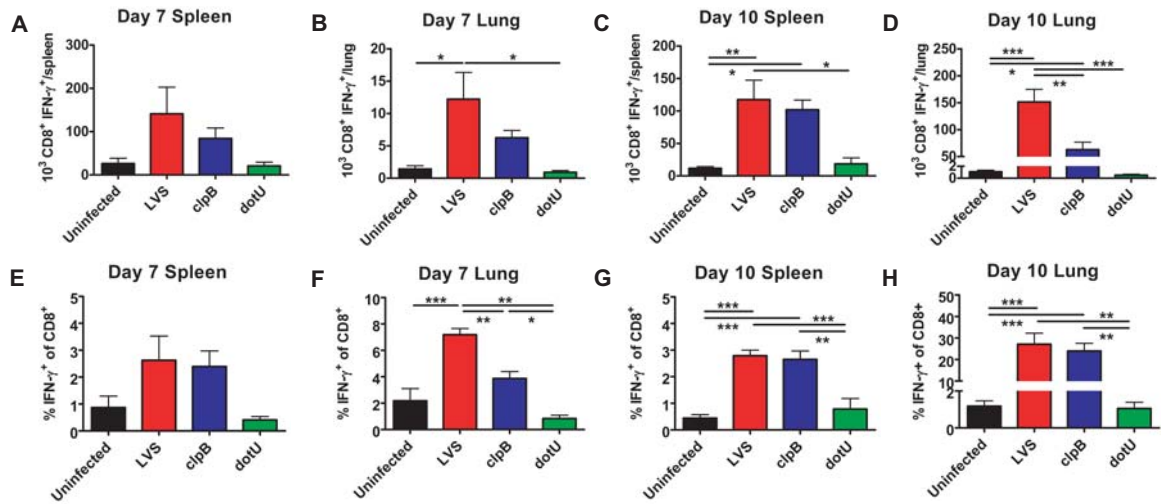 A
Day 7 Spleen
10³ CD8⁺ IFN-γ⁺/spleen
300
200
100
0
Uninfected
LVS
clpB
dotU
B
Day 7 Lung
10³ CD8⁺ IFN-γ⁺/lung
20
15
10
5
0
*
*
Uninfected
LVS
clpB
dotU
C
Day 10 Spleen
10³ CD8⁺ IFN-γ⁺/spleen
200
150
100
50
0
**
*
*
Uninfected
LVS
clpB
dotU
D
Day 10 Lung
10³ CD8⁺ IFN-γ⁺/lung
250
200
150
100
50
2
0
***
*
***
**
Uninfected
LVS
clpB
dotU
E
Day 7 Spleen
% IFN-γ⁺ of CD8⁺
5
4
3
2
1
0
Uninfected
LVS
clpB
dotU
F
Day 7 Lung
% IFN-γ⁺ of CD8⁺
10
8
6
4
2
0
***
**
**
*
Uninfected
LVS
clpB
dotU
G
Day 10 Spleen
% IFN-γ⁺ of CD8⁺
5
4
3
2
1
0
***
***
***
**
Uninfected
LVS
clpB
dotU
H
Day 10 Lung
% IFN-γ+ of CD8+
50
40
30
20
10
2
0
***
***
**
**
Uninfected
LVS
clpB
dotU